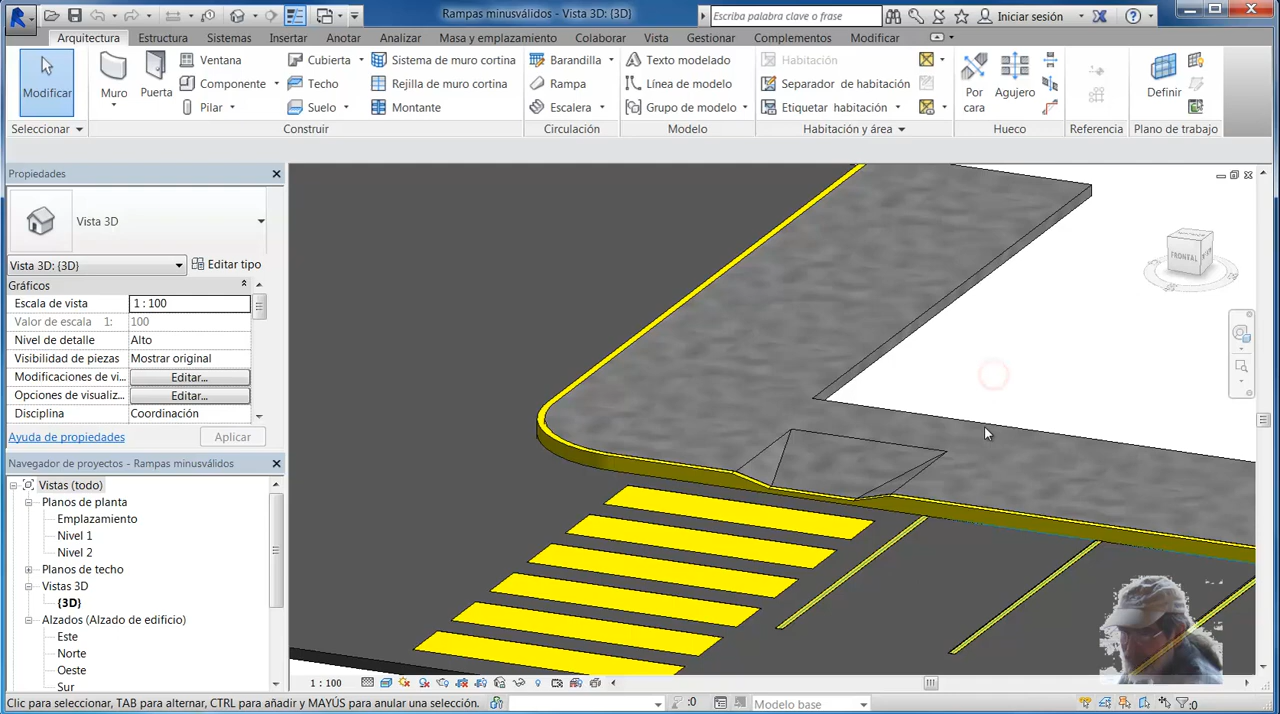 Rampas minusválidos - Vista 3D: {3D}
Escriba palabra clave o frase
Iniciar sesión
Arquitectura Estructura Sistemas Insertar Anotar Analizar Masa y emplazamiento Colaborar Vista Gestionar Complementos Modificar
Modificar
Muro
Puerta
Ventana
Componente
Pilar
Cubierta
Techo
Suelo
Sistema de muro cortina
Rejilla de muro cortina
Montante
Barandilla
Rampa
Escalera
Texto modelado
Línea de modelo
Grupo de modelo
Habitación
Separador de habitación
Etiquetar habitación
Por cara
Agujero
Definir
Seleccionar
Construir
Circulación
Modelo
Habitación y área
Hueco
Referencia
Plano de trabajo
Propiedades
Vista 3D
Vista 3D: {3D}
Editar tipo
Gráficos
Escala de vista 1 : 100
Valor de escala 1: 100
Nivel de detalle Alto
Visibilidad de piezas Mostrar original
Modificaciones de vi... Editar...
Opciones de visualiz... Editar...
Disciplina Coordinación
Ayuda de propiedades
Aplicar
Navegador de proyectos - Rampas minusválidos
Vistas (todo)
Planos de planta
Emplazamiento
Nivel 1
Nivel 2
Planos de techo
Vistas 3D
{3D}
Alzados (Alzado de edificio)
Este
Norte
Oeste
Sur
FRONTAL
1 : 100
Clic para seleccionar, TAB para alternar, CTRL para añadir y MAYÚS para anular una selección.
:0
Modelo base
:0